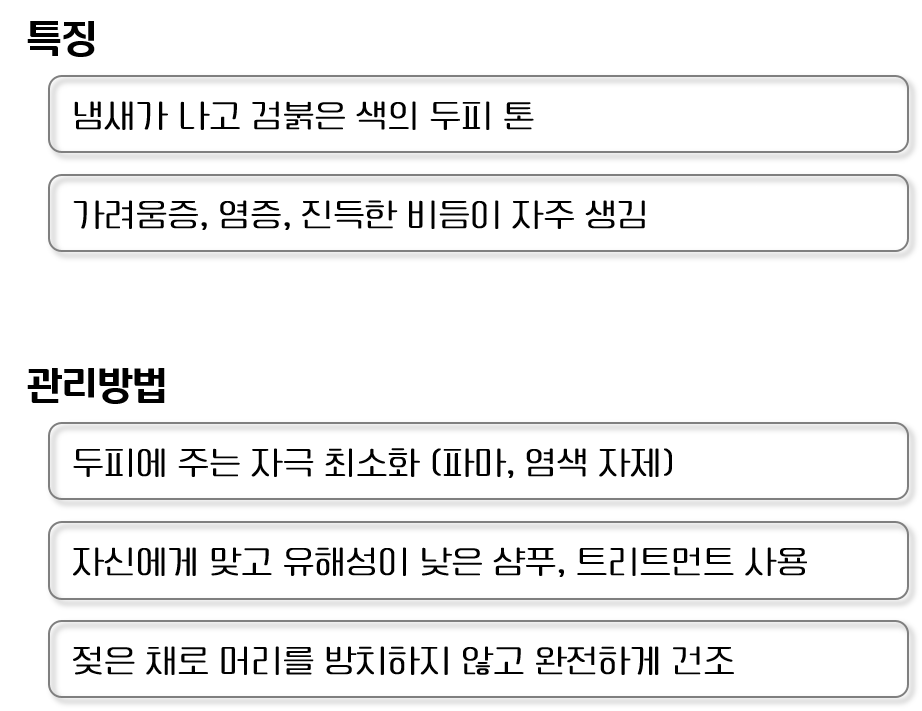 특징
냄새가 나고 검붉은 색의 두피 톤
가려움증, 염증, 진득한 비듬이 자주 생김
관리방법
두피에 주는 자극 최소화 (파마, 염색 자제)
자신에게 맞고 유해성이 낮은 샴푸, 트리트먼트 사용
젖은 채로 머리를 방치하지 않고 완전하게 건조